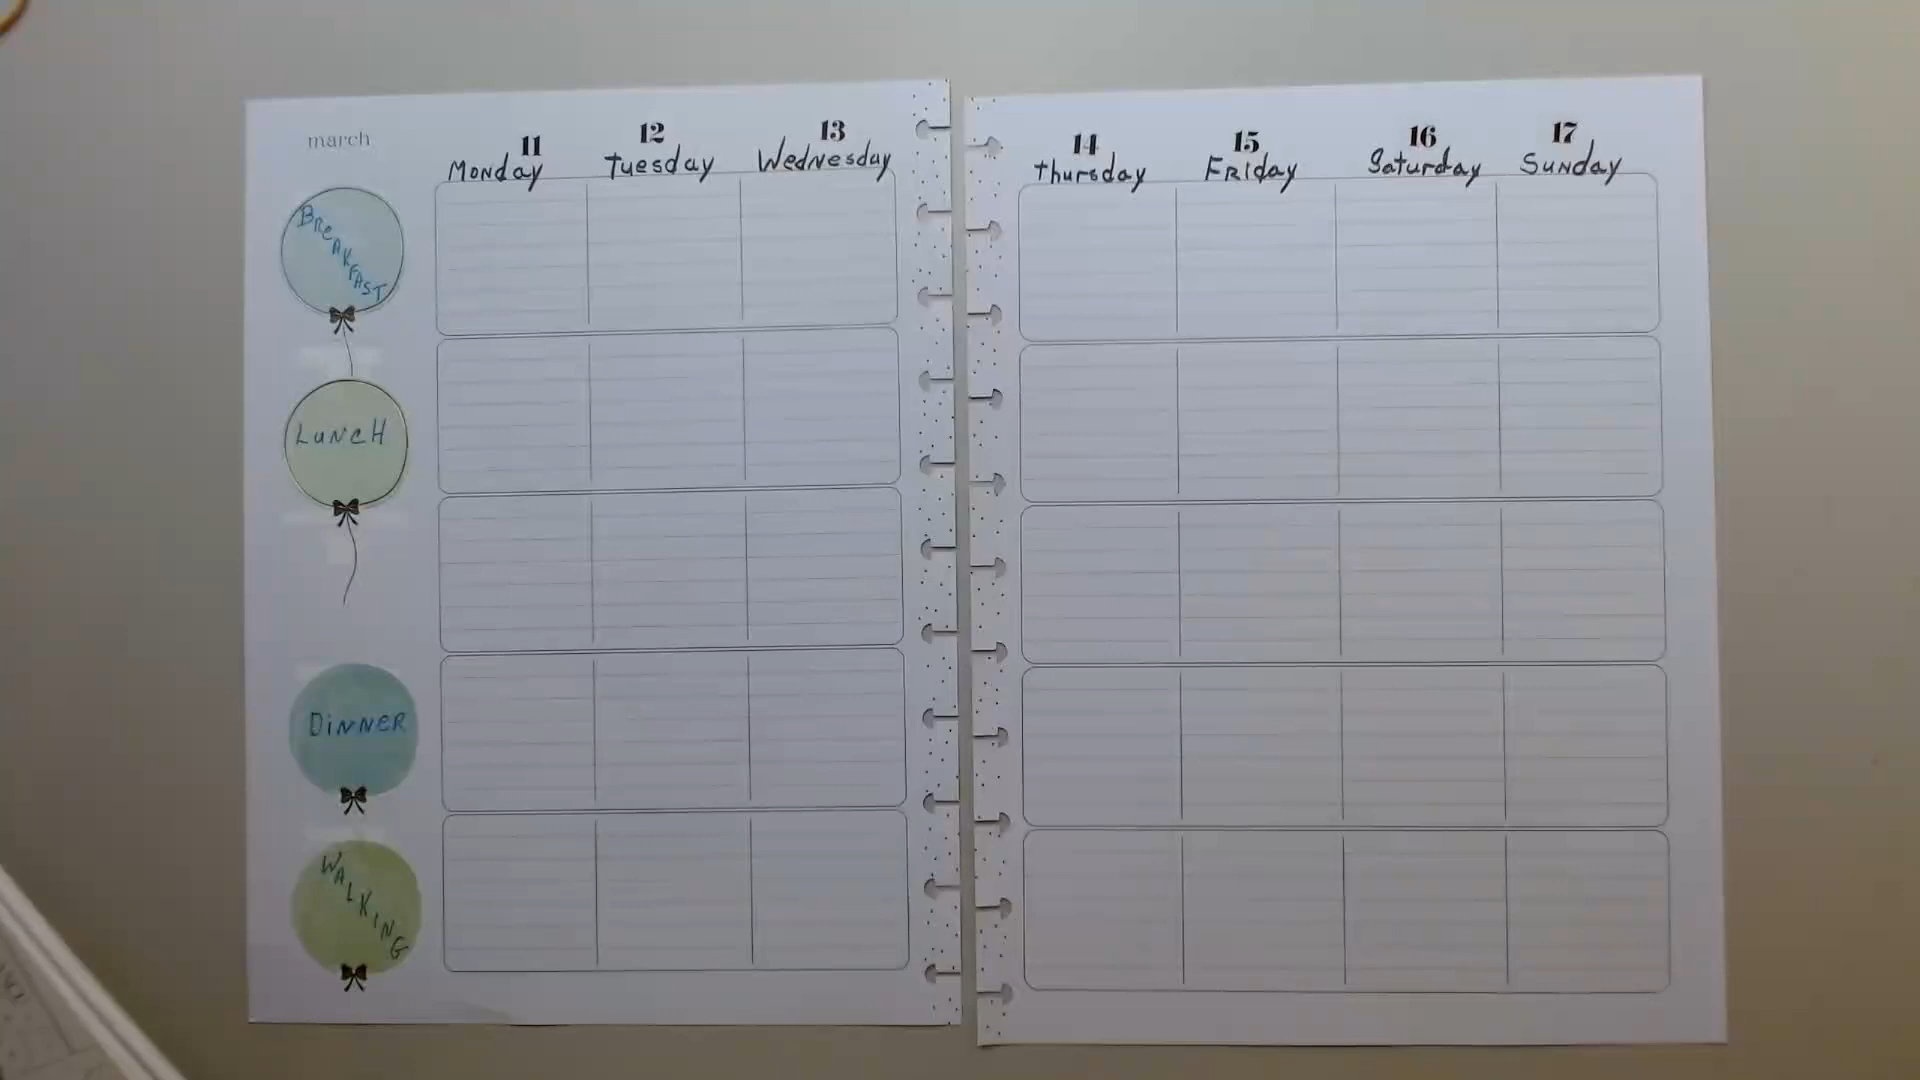 march
11 12 13 14 15 16 17
Monday Tuesday Wednesday Thursday Friday Saturday Sunday
BReAKFAST
LuNcH
DiNNeR
WALKING